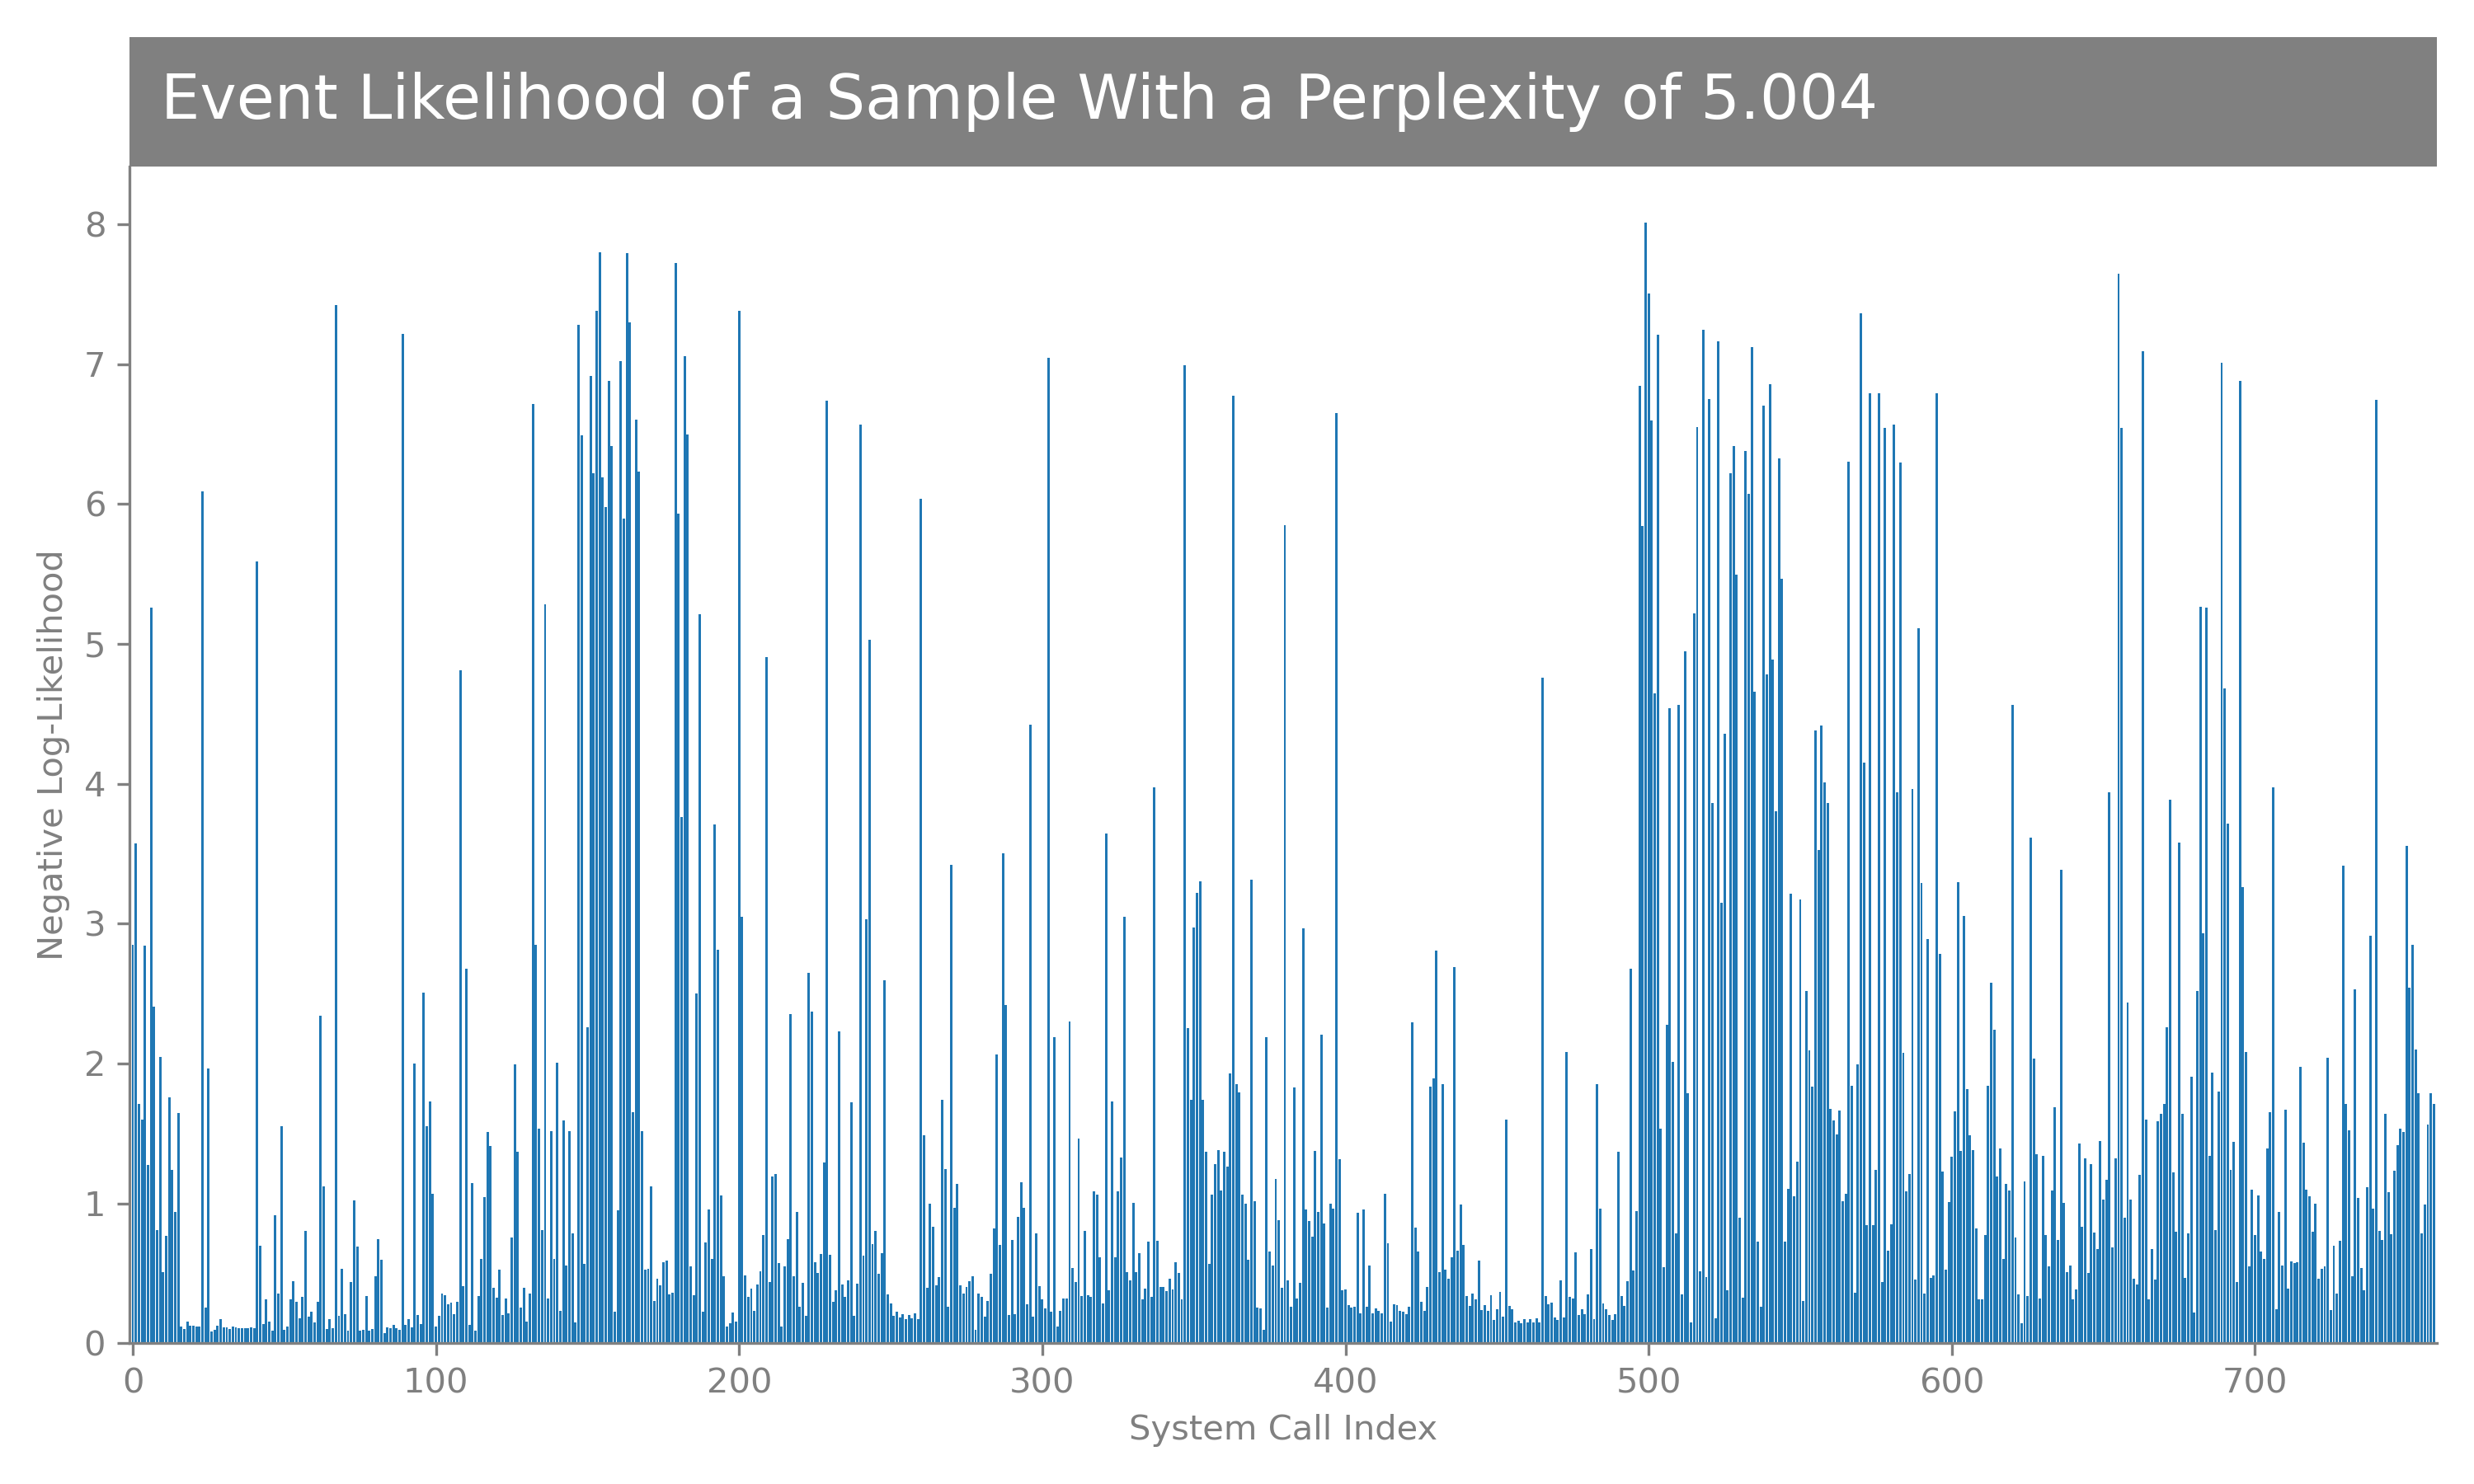 Event Likelihood of a Sample With a Perplexity of 5.004
8
7
6
5
4
3
2
1
0
Negative Log-Likelihood
0 100 200 300 400 500 600 700
System Call Index